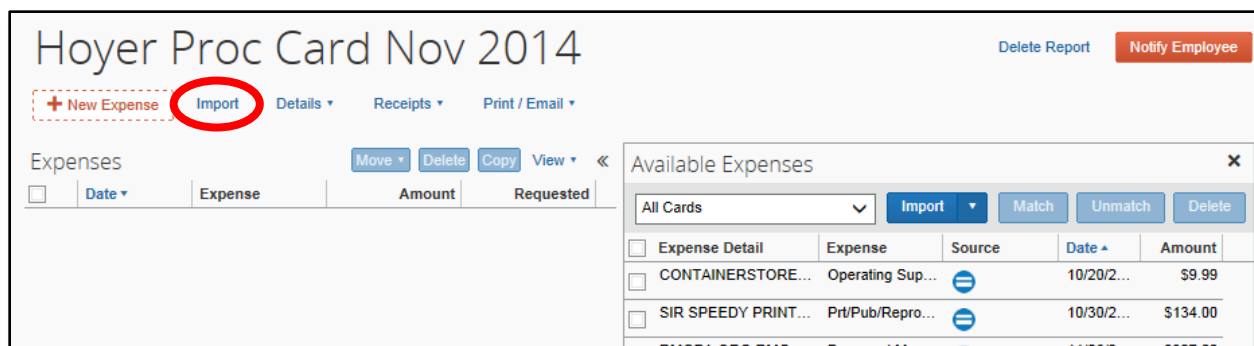 Hoyer Proc Card Nov 2014
Delete Report Notify Employee
+ New Expense Import Details Receipts Print / Email
Expenses Move Delete Copy View «
Date Expense Amount Requested
Available Expenses ×
All Cards Import Match Unmatch Delete
Expense Detail Expense Source Date Amount
CONTAINERSTORE... Operating Sup... 10/20/2... $9.99
SIR SPEEDY PRINT... Prt/Pub/Repro... 10/30/2... $134.00